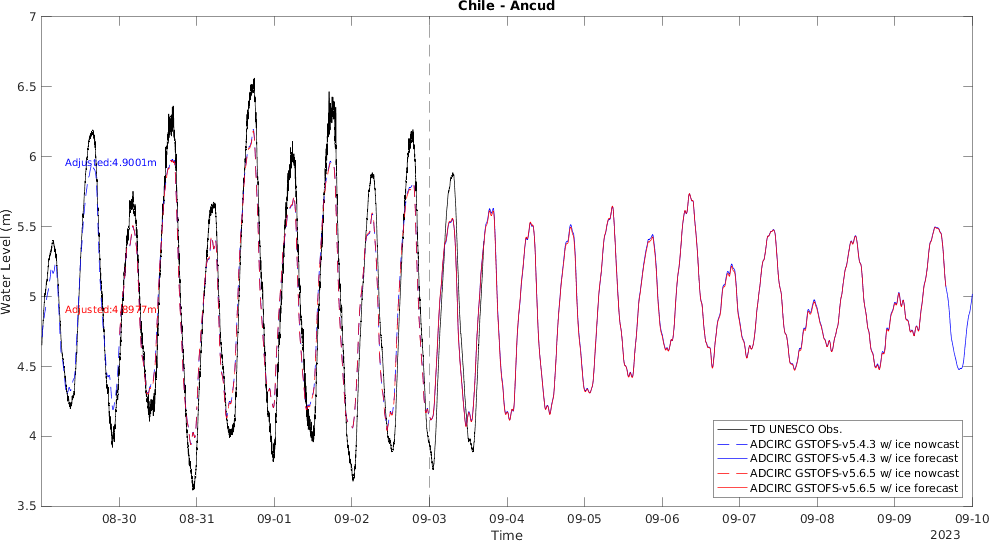 Chile - Ancud
7
6.5
6
5.5
5
4.5
4
3.5
Water Level (m)
Adjusted:4.9001m
Adjusted:4.8977m
TD UNESCO Obs.
ADCIRC GSTOFS-v5.4.3 w/ ice nowcast
ADCIRC GSTOFS-v5.4.3 w/ ice forecast
ADCIRC GSTOFS-v5.6.5 w/ ice nowcast
ADCIRC GSTOFS-v5.6.5 w/ ice forecast
08-30 08-31 09-01 09-02 09-03 09-04 09-05 09-06 09-07 09-08 09-09 09-10
Time
2023